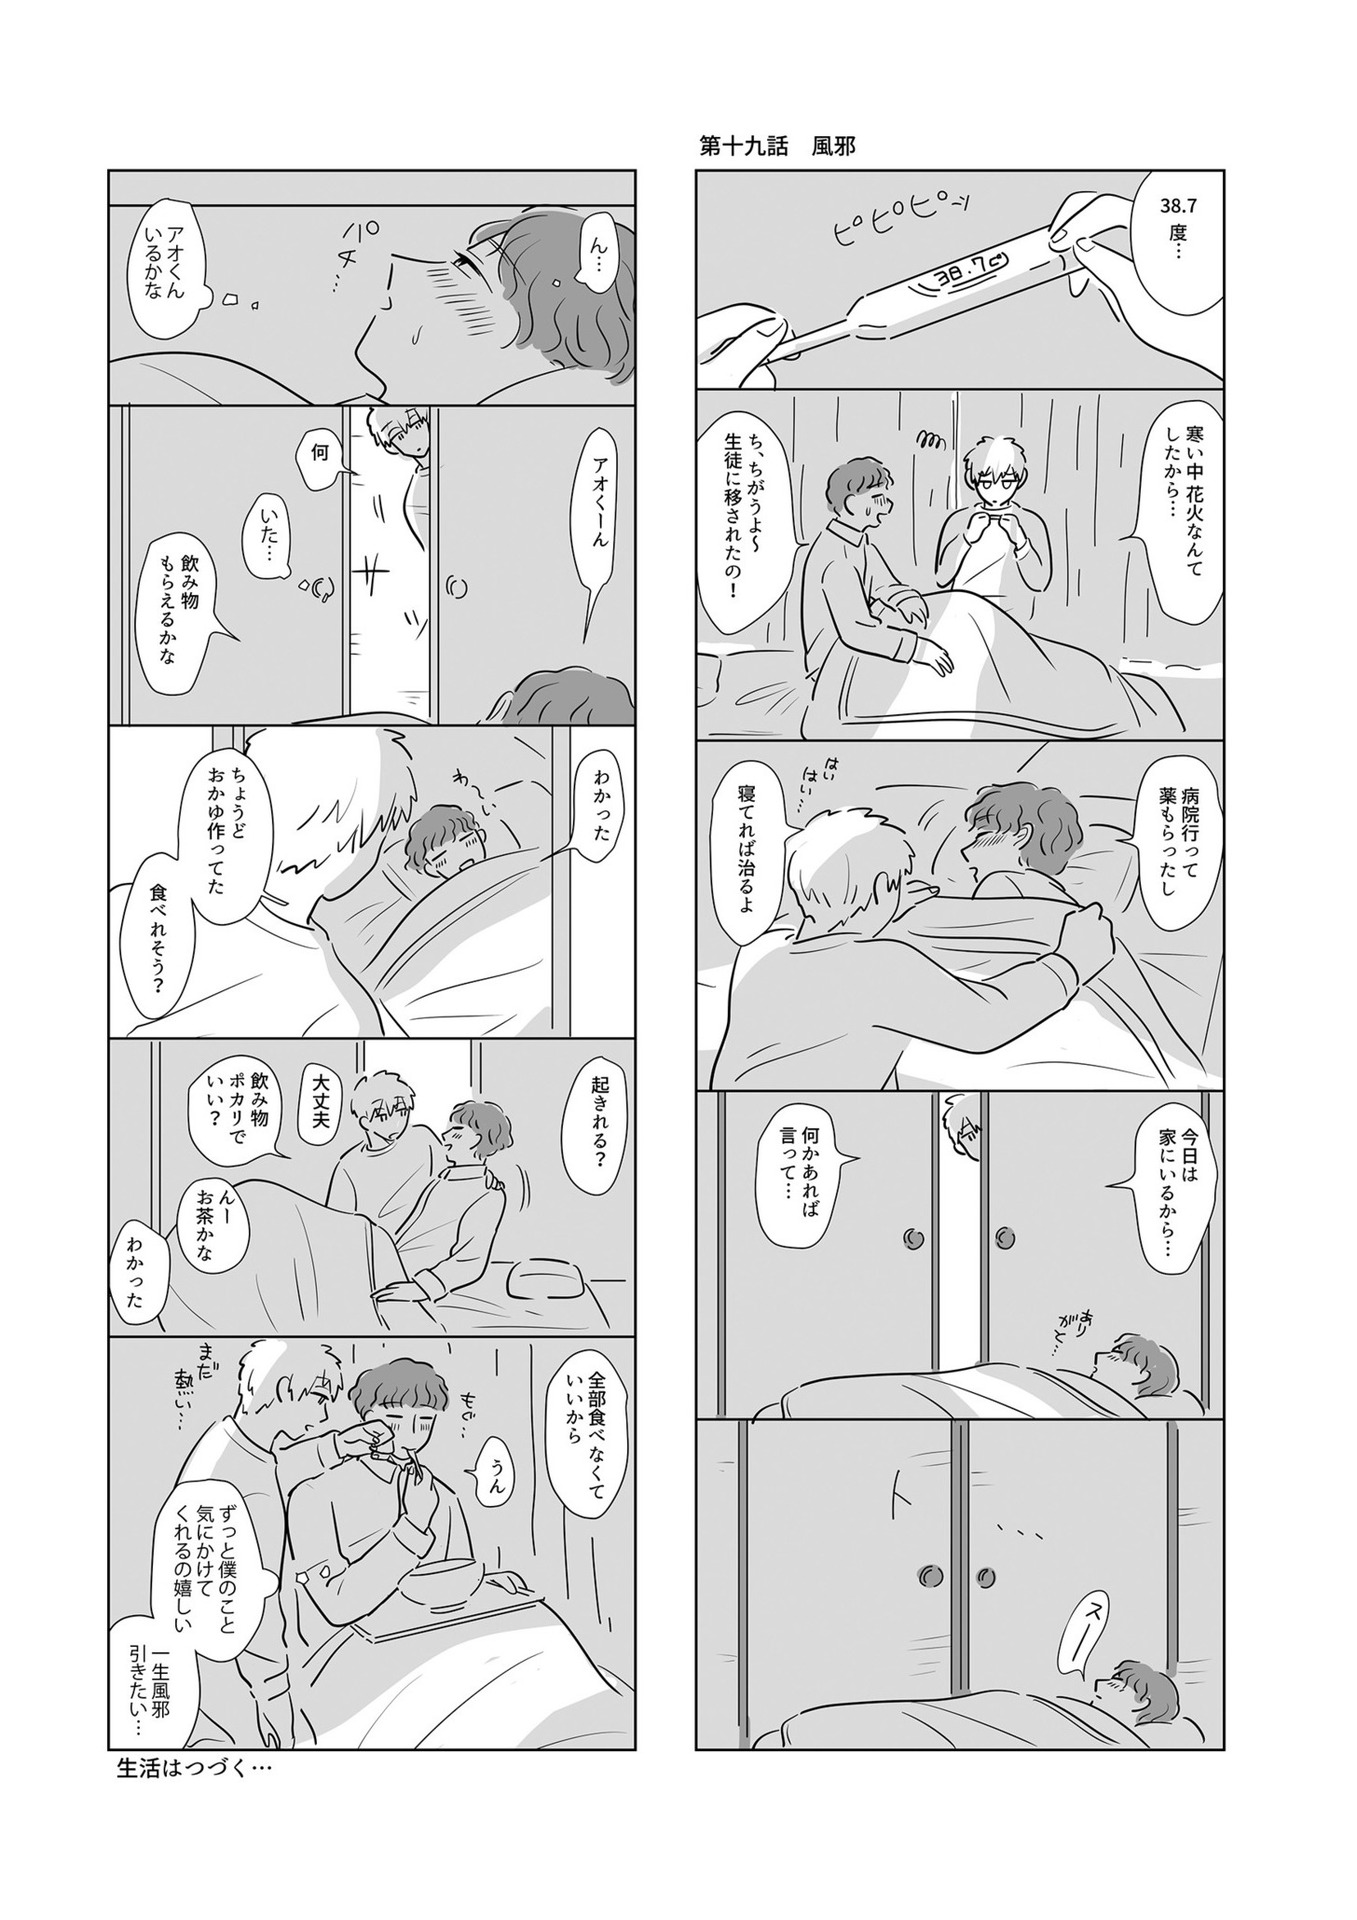 第十九話　風邪
38.7
度…
ピピピピッ
38.7℃
寒い中 花火なんて
したから…
ち、ちがうよ〜
生徒に移されたの！
病院行って
薬もらったし
はい
はい…
寝てれば治るよ
今日は
家にいるから…
何かあれば
言って…
あり
がと…
ト
…
スー
ん…
パチ…
アオくん
いるかな
アオくーん
何
いた…
飲み物
もらえるかな
わかった
わーい
ちょうど
おかゆ作ってた
食べれそう？
起きれる？
大丈夫
飲み物
ポカリで
いい？
んー
お茶かな
わかった
全部食べなくて
いいから
もぐ…
うん
まだ
熱い…
ずっと僕のこと
気にかけて
くれるの嬉しい
一生風邪
引きたい…
生活はつづく…